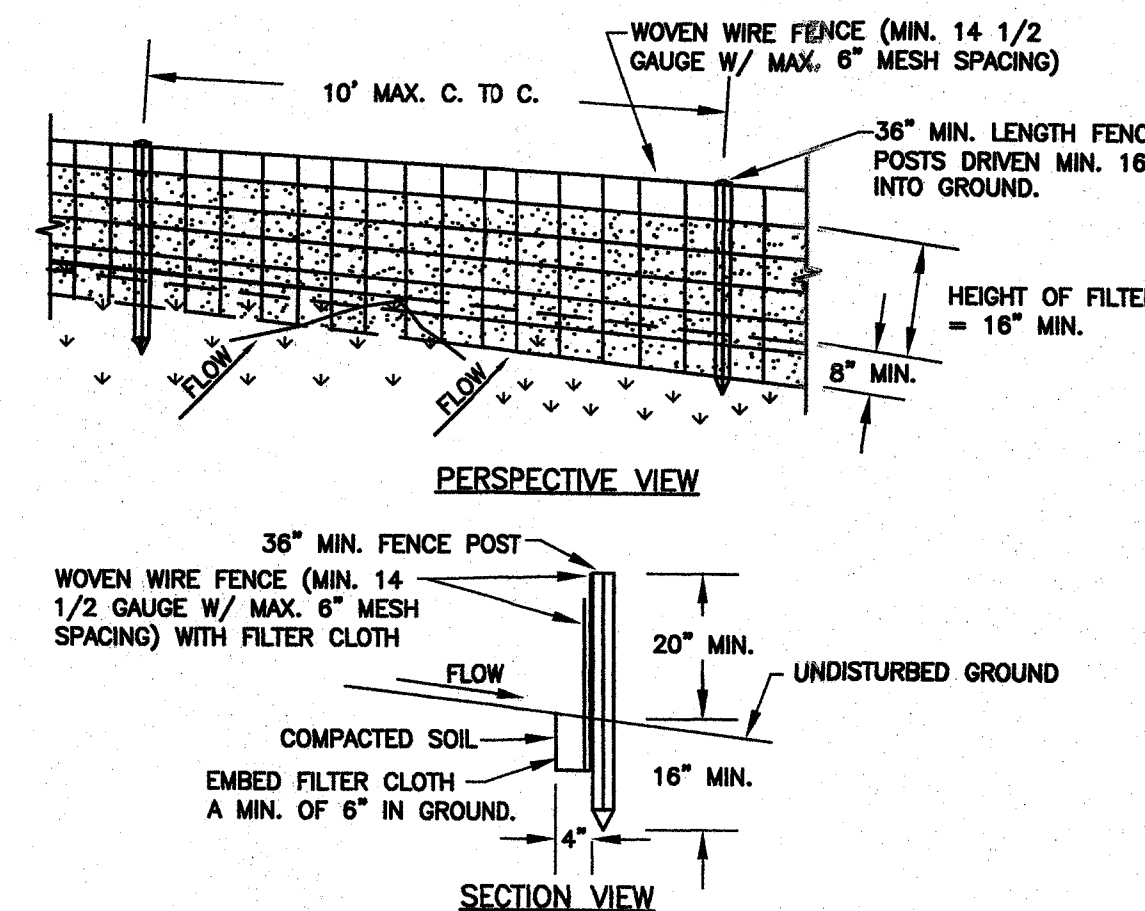 WOVEN WIRE FENCE (MIN. 14 1/2
GAUGE W/ MAX. 6" MESH SPACING)
10' MAX. C. TO C.
36" MIN. LENGTH FENC
POSTS DRIVEN MIN. 16
INTO GROUND.
HEIGHT OF FILTE
= 16" MIN.
8" MIN.
FLOW
FLOW
PERSPECTIVE VIEW
36" MIN. FENCE POST
WOVEN WIRE FENCE (MIN. 14
1/2 GAUGE W/ MAX. 6" MESH
SPACING) WITH FILTER CLOTH
20" MIN.
FLOW
UNDISTURBED GROUND
COMPACTED SOIL
EMBED FILTER CLOTH
A MIN. OF 6" IN GROUND.
16" MIN.
4"
SECTION VIEW